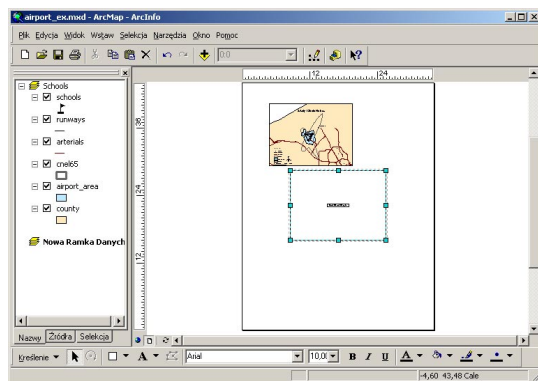 airport_ex.mxd - ArcMap - ArcInfo
Plik Edycja Widok Wstaw Selekcja Narzędzia Okno Pomoc
0:0
Schools
schools
runways
arterials
cnel65
airport_area
county
Nowa Ramka Danych
|12 |24
36
24
12
Nazwy Źródła Selekcja
Kreślenie A Arial 10,0 B I U A
-4,60 43,48 Cale